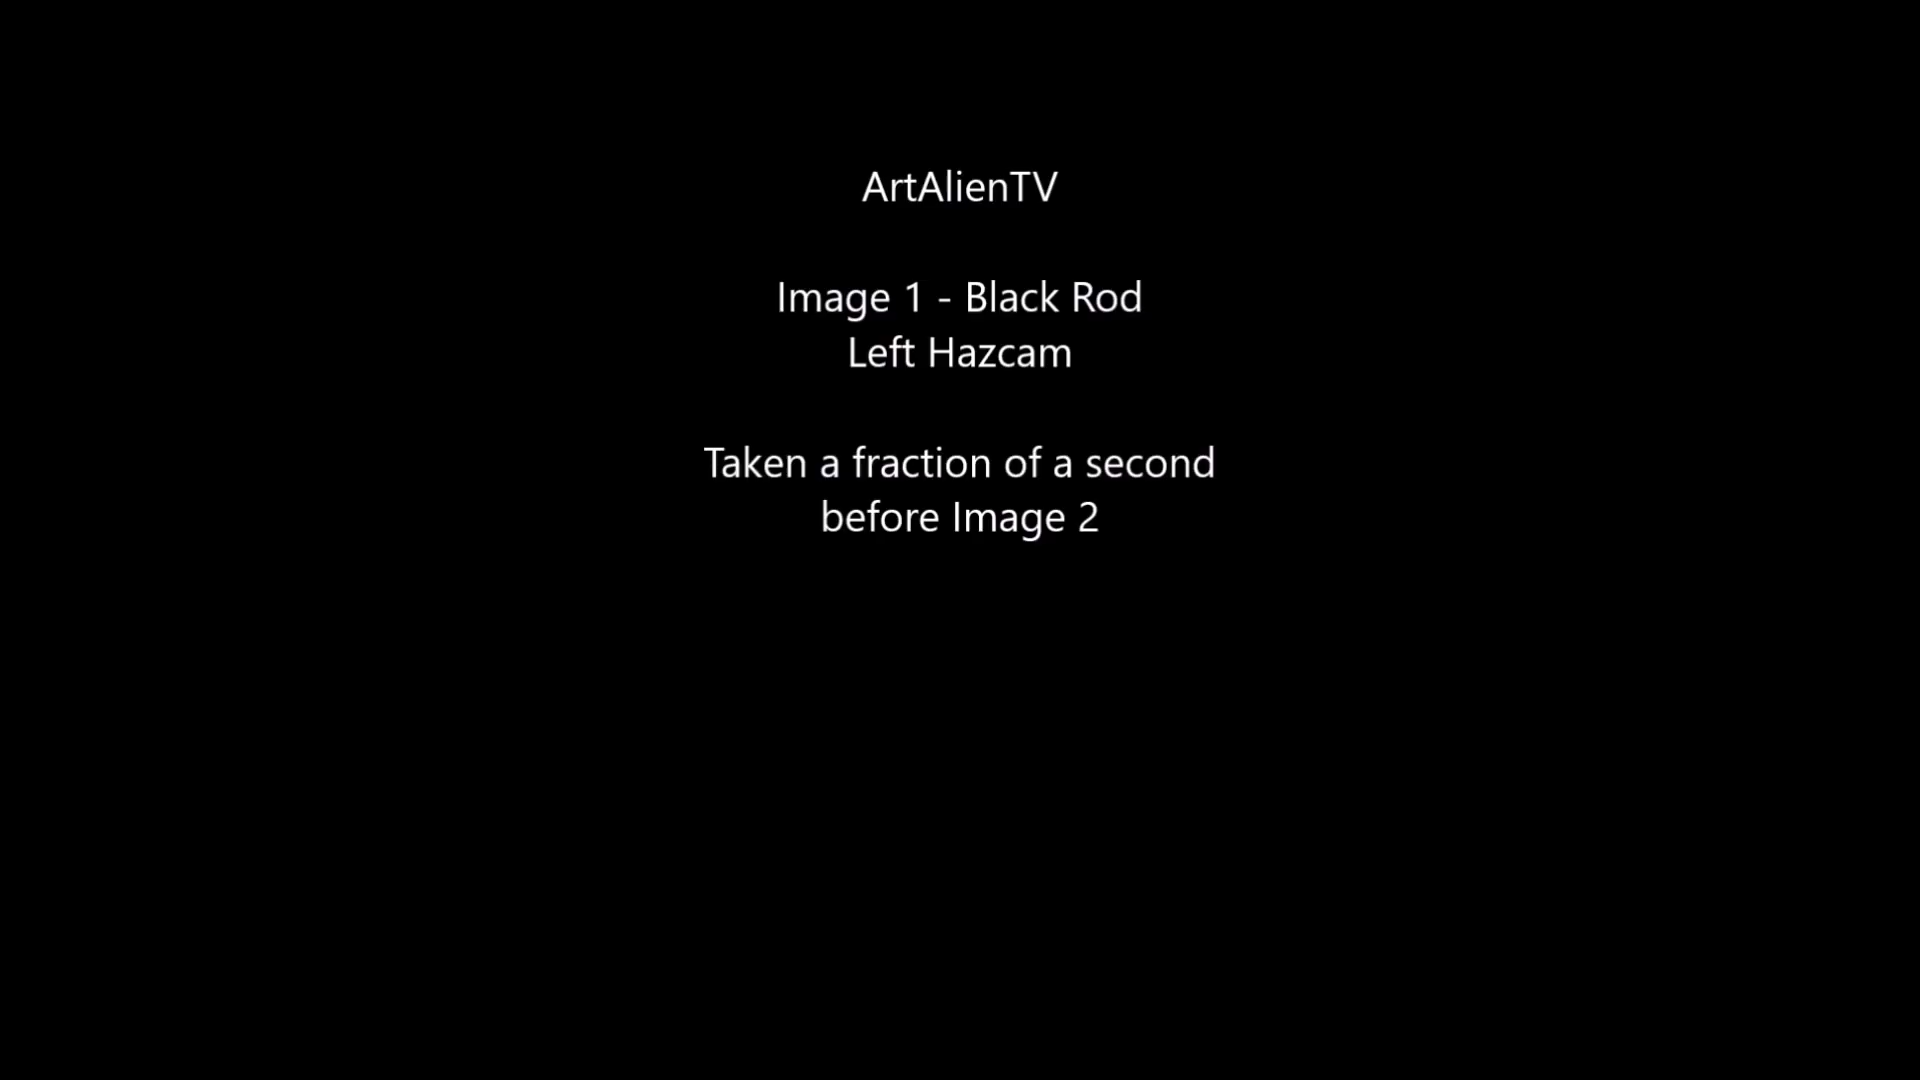 ArtAlienTV
Image 1 - Black Rod
Left Hazcam
Taken a fraction of a second
before Image 2